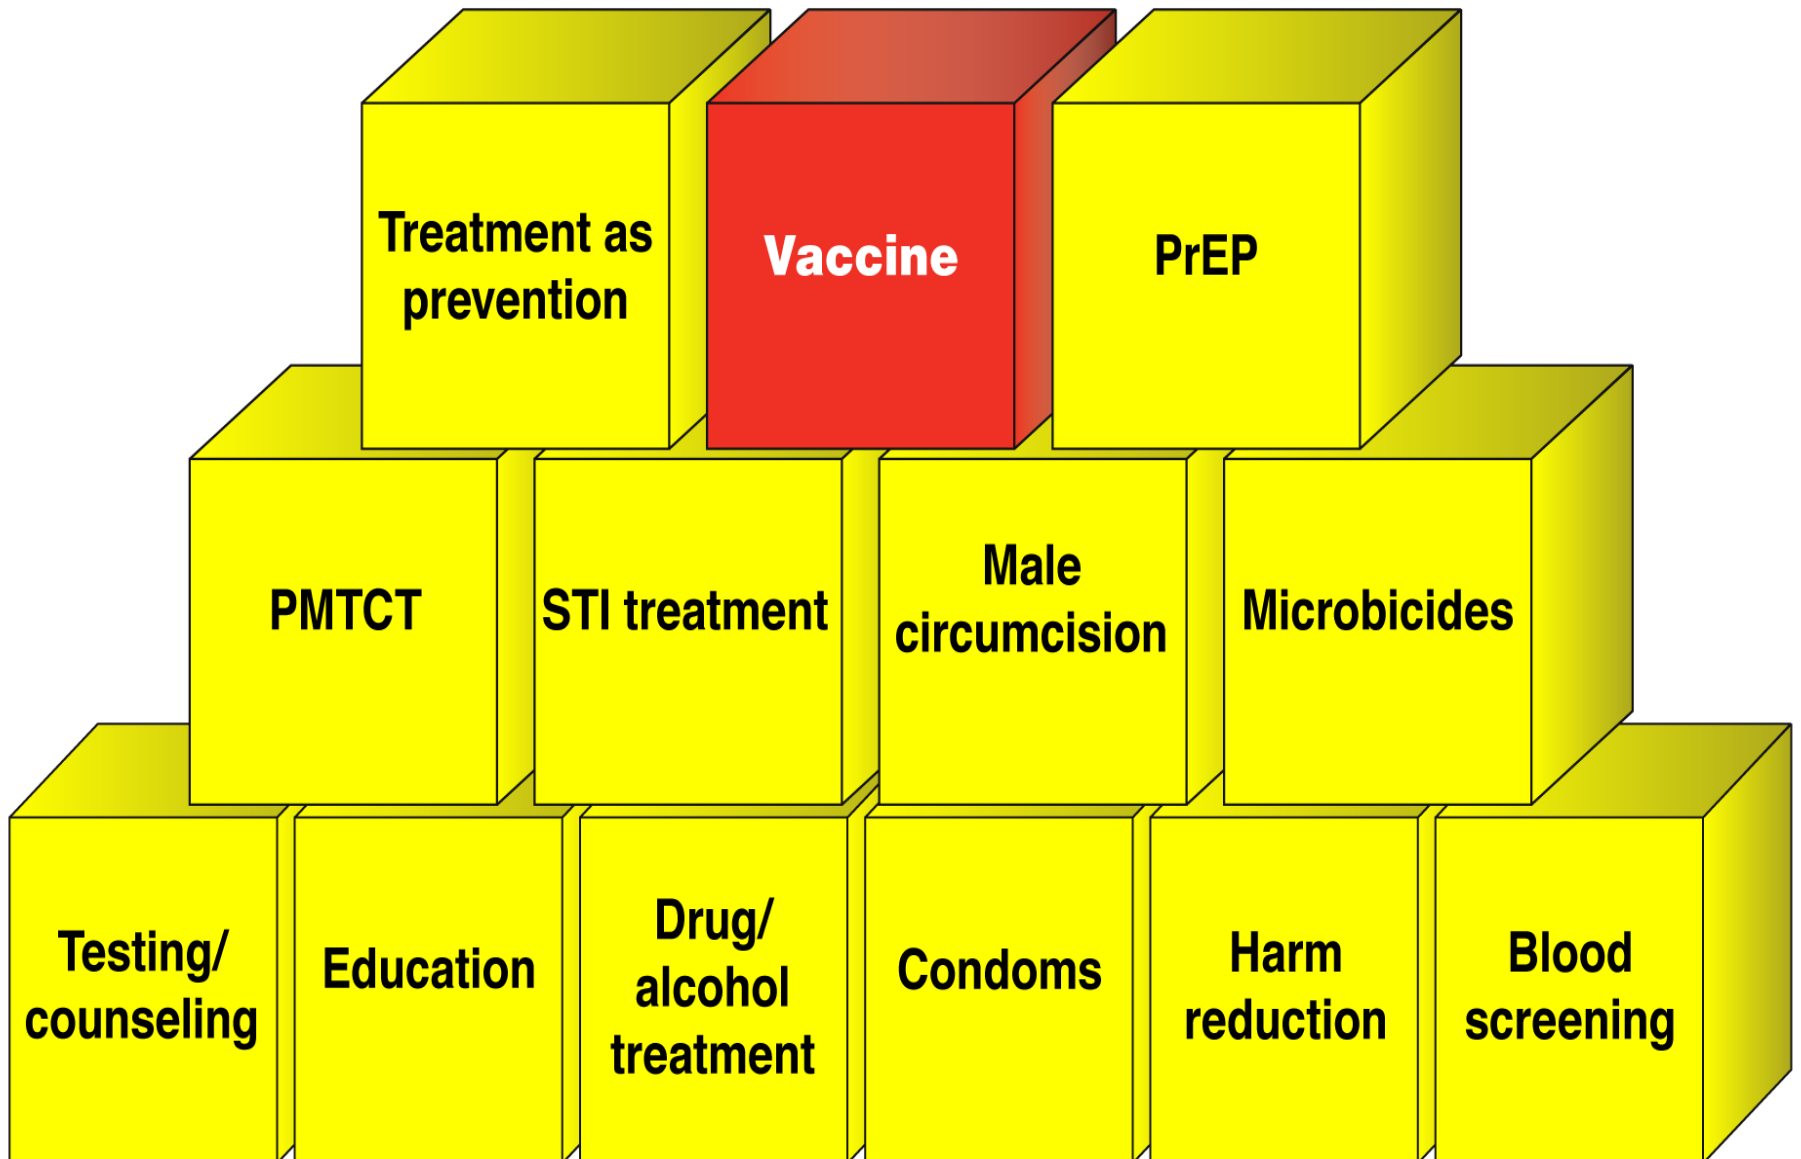 Treatment as
prevention
Vaccine
PrEP
PMTCT
STI treatment
Male
circumcision
Microbicides
Testing/
counseling
Education
Drug/
alcohol
treatment
Condoms
Harm
reduction
Blood
screening